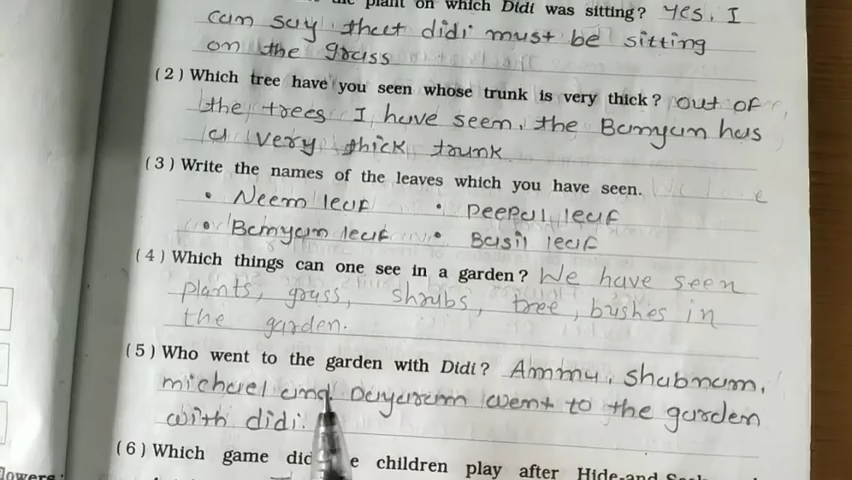 the plant on which Didi was sitting? Yes, I
can say that didi must be sitting
on the grass
(2) Which tree have you seen whose trunk is very thick? out of
the trees I have seen, the Banyan has
a very thick trunk
(3) Write the names of the leaves which you have seen.
• Neem leaf • Peepal leaf
• Banyan leaf • Basil leaf
(4) Which things can one see in a garden? We have seen
plants, grass, shrubs, tree, bushes in
the garden.
(5) Who went to the garden with Didi? Ammu, Shabnam,
michael and Dayaram went to the garden
with didi.
(6) Which game did e children play after Hide-and-Seek
lowers: